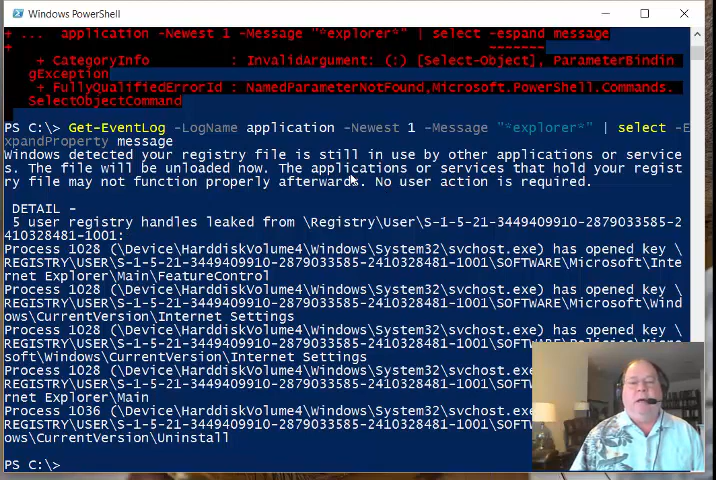 Windows PowerShell
+ ...  application -Newest 1 -Message "*explorer*" | select -espand message
+                                                           ~~~~~~~
    + CategoryInfo          : InvalidArgument: (:) [Select-Object], ParameterBindin
gException
    + FullyQualifiedErrorId : NamedParameterNotFound,Microsoft.PowerShell.Commands.
SelectObjectCommand
PS C:\> Get-EventLog -LogName application -Newest 1 -Message "*explorer*" | select -E
xpandProperty message
Windows detected your registry file is still in use by other applications or service
s. The file will be unloaded now. The applications or services that hold your regist
ry file may not function properly afterwards. No user action is required.
 DETAIL -
 5 user registry handles leaked from \Registry\User\S-1-5-21-3449409910-2879033585-2
410328481-1001:
Process 1028 (\Device\HarddiskVolume4\Windows\System32\svchost.exe) has opened key \
REGISTRY\USER\S-1-5-21-3449409910-2879033585-2410328481-1001\SOFTWARE\Microsoft\Inte
rnet Explorer\Main\FeatureControl
Process 1028 (\Device\HarddiskVolume4\Windows\System32\svchost.exe) has opened key \
REGISTRY\USER\S-1-5-21-3449409910-2879033585-2410328481-1001\SOFTWARE\Microsoft\Wind
ows\CurrentVersion\Internet Settings
Process 1028 (\Device\HarddiskVolume4\Windows\System32\svchost.exe) has opened key \
REGISTRY\USER\S-1-5-21-3449409910-2879033585-2410328481-1001\SOFTWARE\Policies\Micro
soft\Windows\CurrentVersion\Internet Settings
Process 1028 (\Device\HarddiskVolume4\Windows\System32\svchost.exe)
REGISTRY\USER\S-1-5-21-3449409910-2879033585-2410328481-1001\SO
rnet Explorer\Main
Process 1036 (\Device\HarddiskVolume4\Windows\System32\svchost.exe)
REGISTRY\USER\S-1-5-21-3449409910-2879033585-2410328481-1001\SO
ows\CurrentVersion\Uninstall
PS C:\>